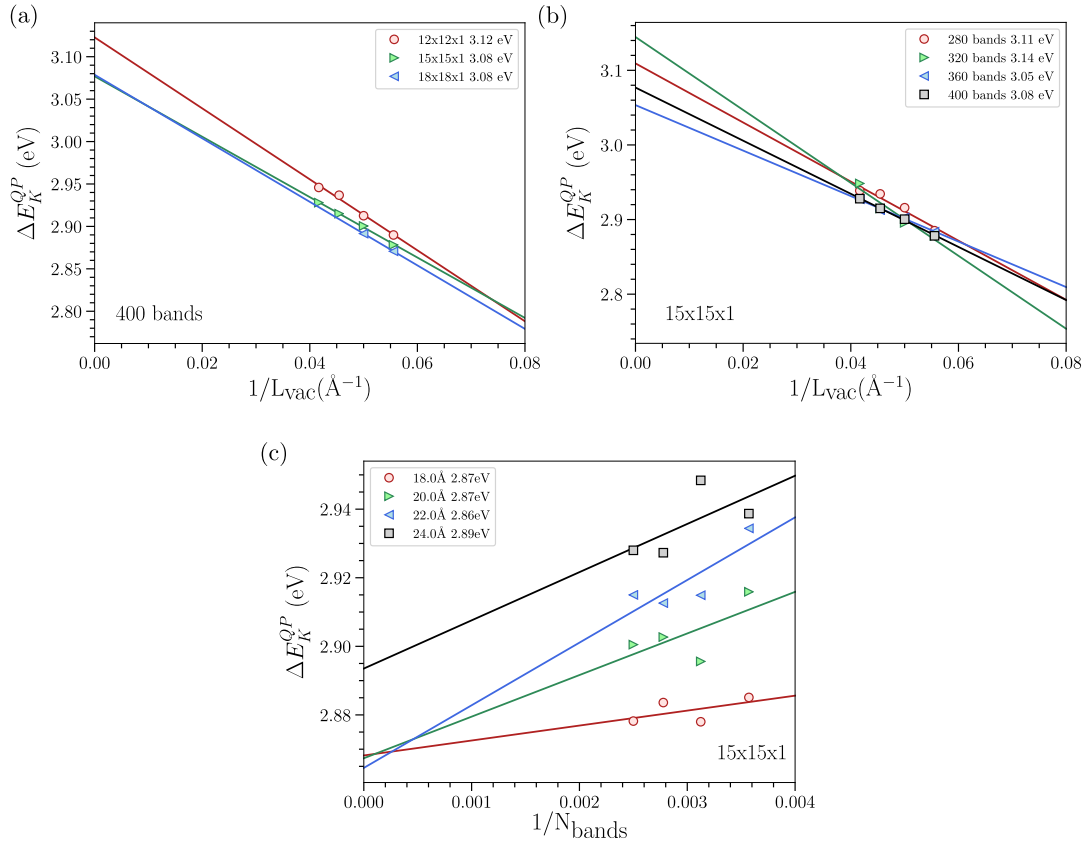 (a)
12x12x1 3.12 eV
15x15x1 3.08 eV
18x18x1 3.08 eV
3.10
3.05
3.00
2.95
2.90
2.85
2.80
ΔE_K^{QP} (eV)
400 bands
0.00 0.02 0.04 0.06 0.08
1/L_vac(Å⁻¹)
(b)
280 bands 3.11 eV
320 bands 3.14 eV
360 bands 3.05 eV
400 bands 3.08 eV
3.1
3.0
2.9
2.8
ΔE_K^{QP} (eV)
15x15x1
0.00 0.02 0.04 0.06 0.08
1/L_vac(Å⁻¹)
(c)
18.0Å 2.87eV
20.0Å 2.87eV
22.0Å 2.86eV
24.0Å 2.89eV
2.94
2.92
2.90
2.88
ΔE_K^{QP} (eV)
15x15x1
0.000 0.001 0.002 0.003 0.004
1/N_bands